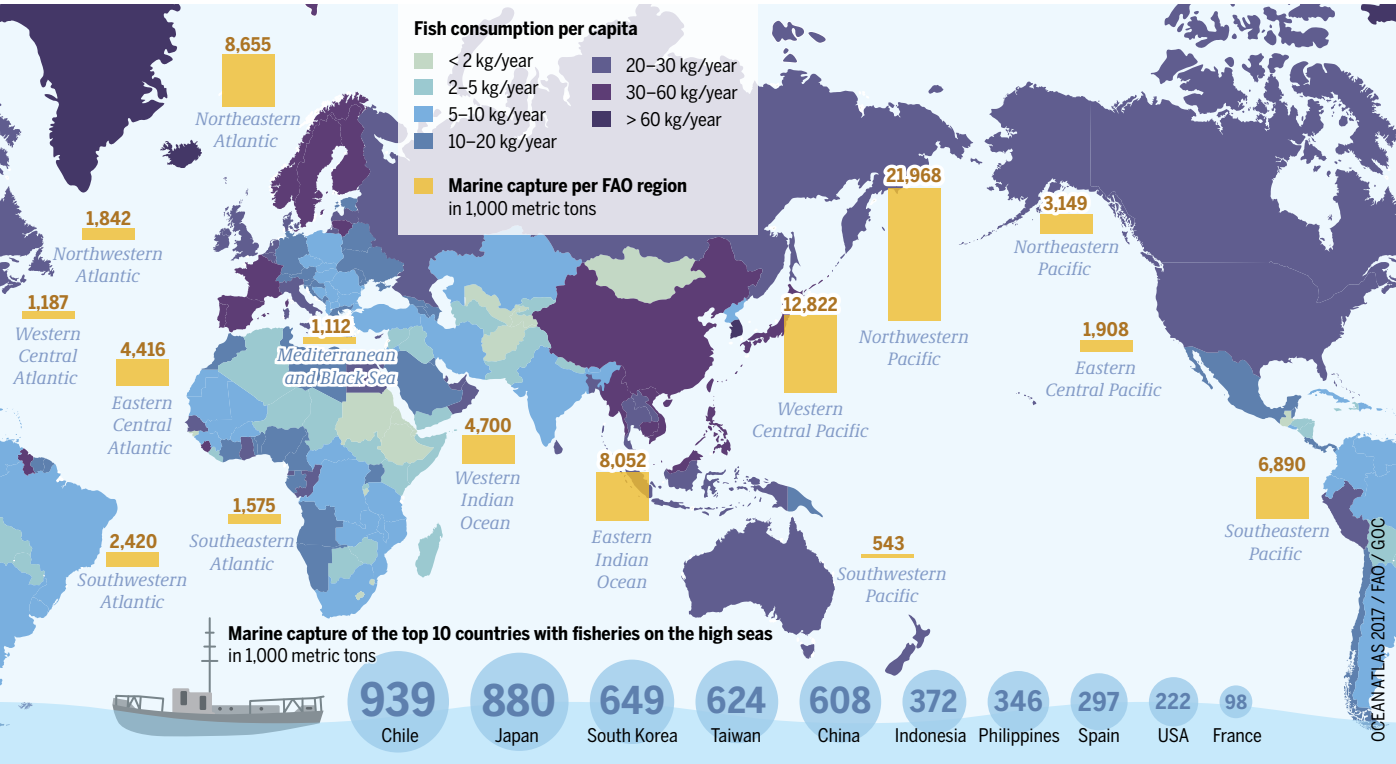 Fish consumption per capita
< 2 kg/year
2–5 kg/year
5–10 kg/year
10–20 kg/year
20–30 kg/year
30–60 kg/year
> 60 kg/year
Marine capture per FAO region
in 1,000 metric tons
8,655
Northeastern
Atlantic
1,842
Northwestern
Atlantic
1,187
Western
Central
Atlantic
4,416
Eastern
Central
Atlantic
1,112
Mediterranean
and Black Sea
21,968
Northwestern
Pacific
3,149
Northeastern
Pacific
12,822
Western
Central Pacific
1,908
Eastern
Central Pacific
4,700
Western
Indian
Ocean
8,052
Eastern
Indian
Ocean
6,890
Southeastern
Pacific
1,575
Southeastern
Atlantic
2,420
Southwestern
Atlantic
543
Southwestern
Pacific
Marine capture of the top 10 countries with fisheries on the high seas
in 1,000 metric tons
939
Chile
880
Japan
649
South Korea
624
Taiwan
608
China
372
Indonesia
346
Philippines
297
Spain
222
USA
98
France
OCEAN ATLAS 2017 / FAO / GOC